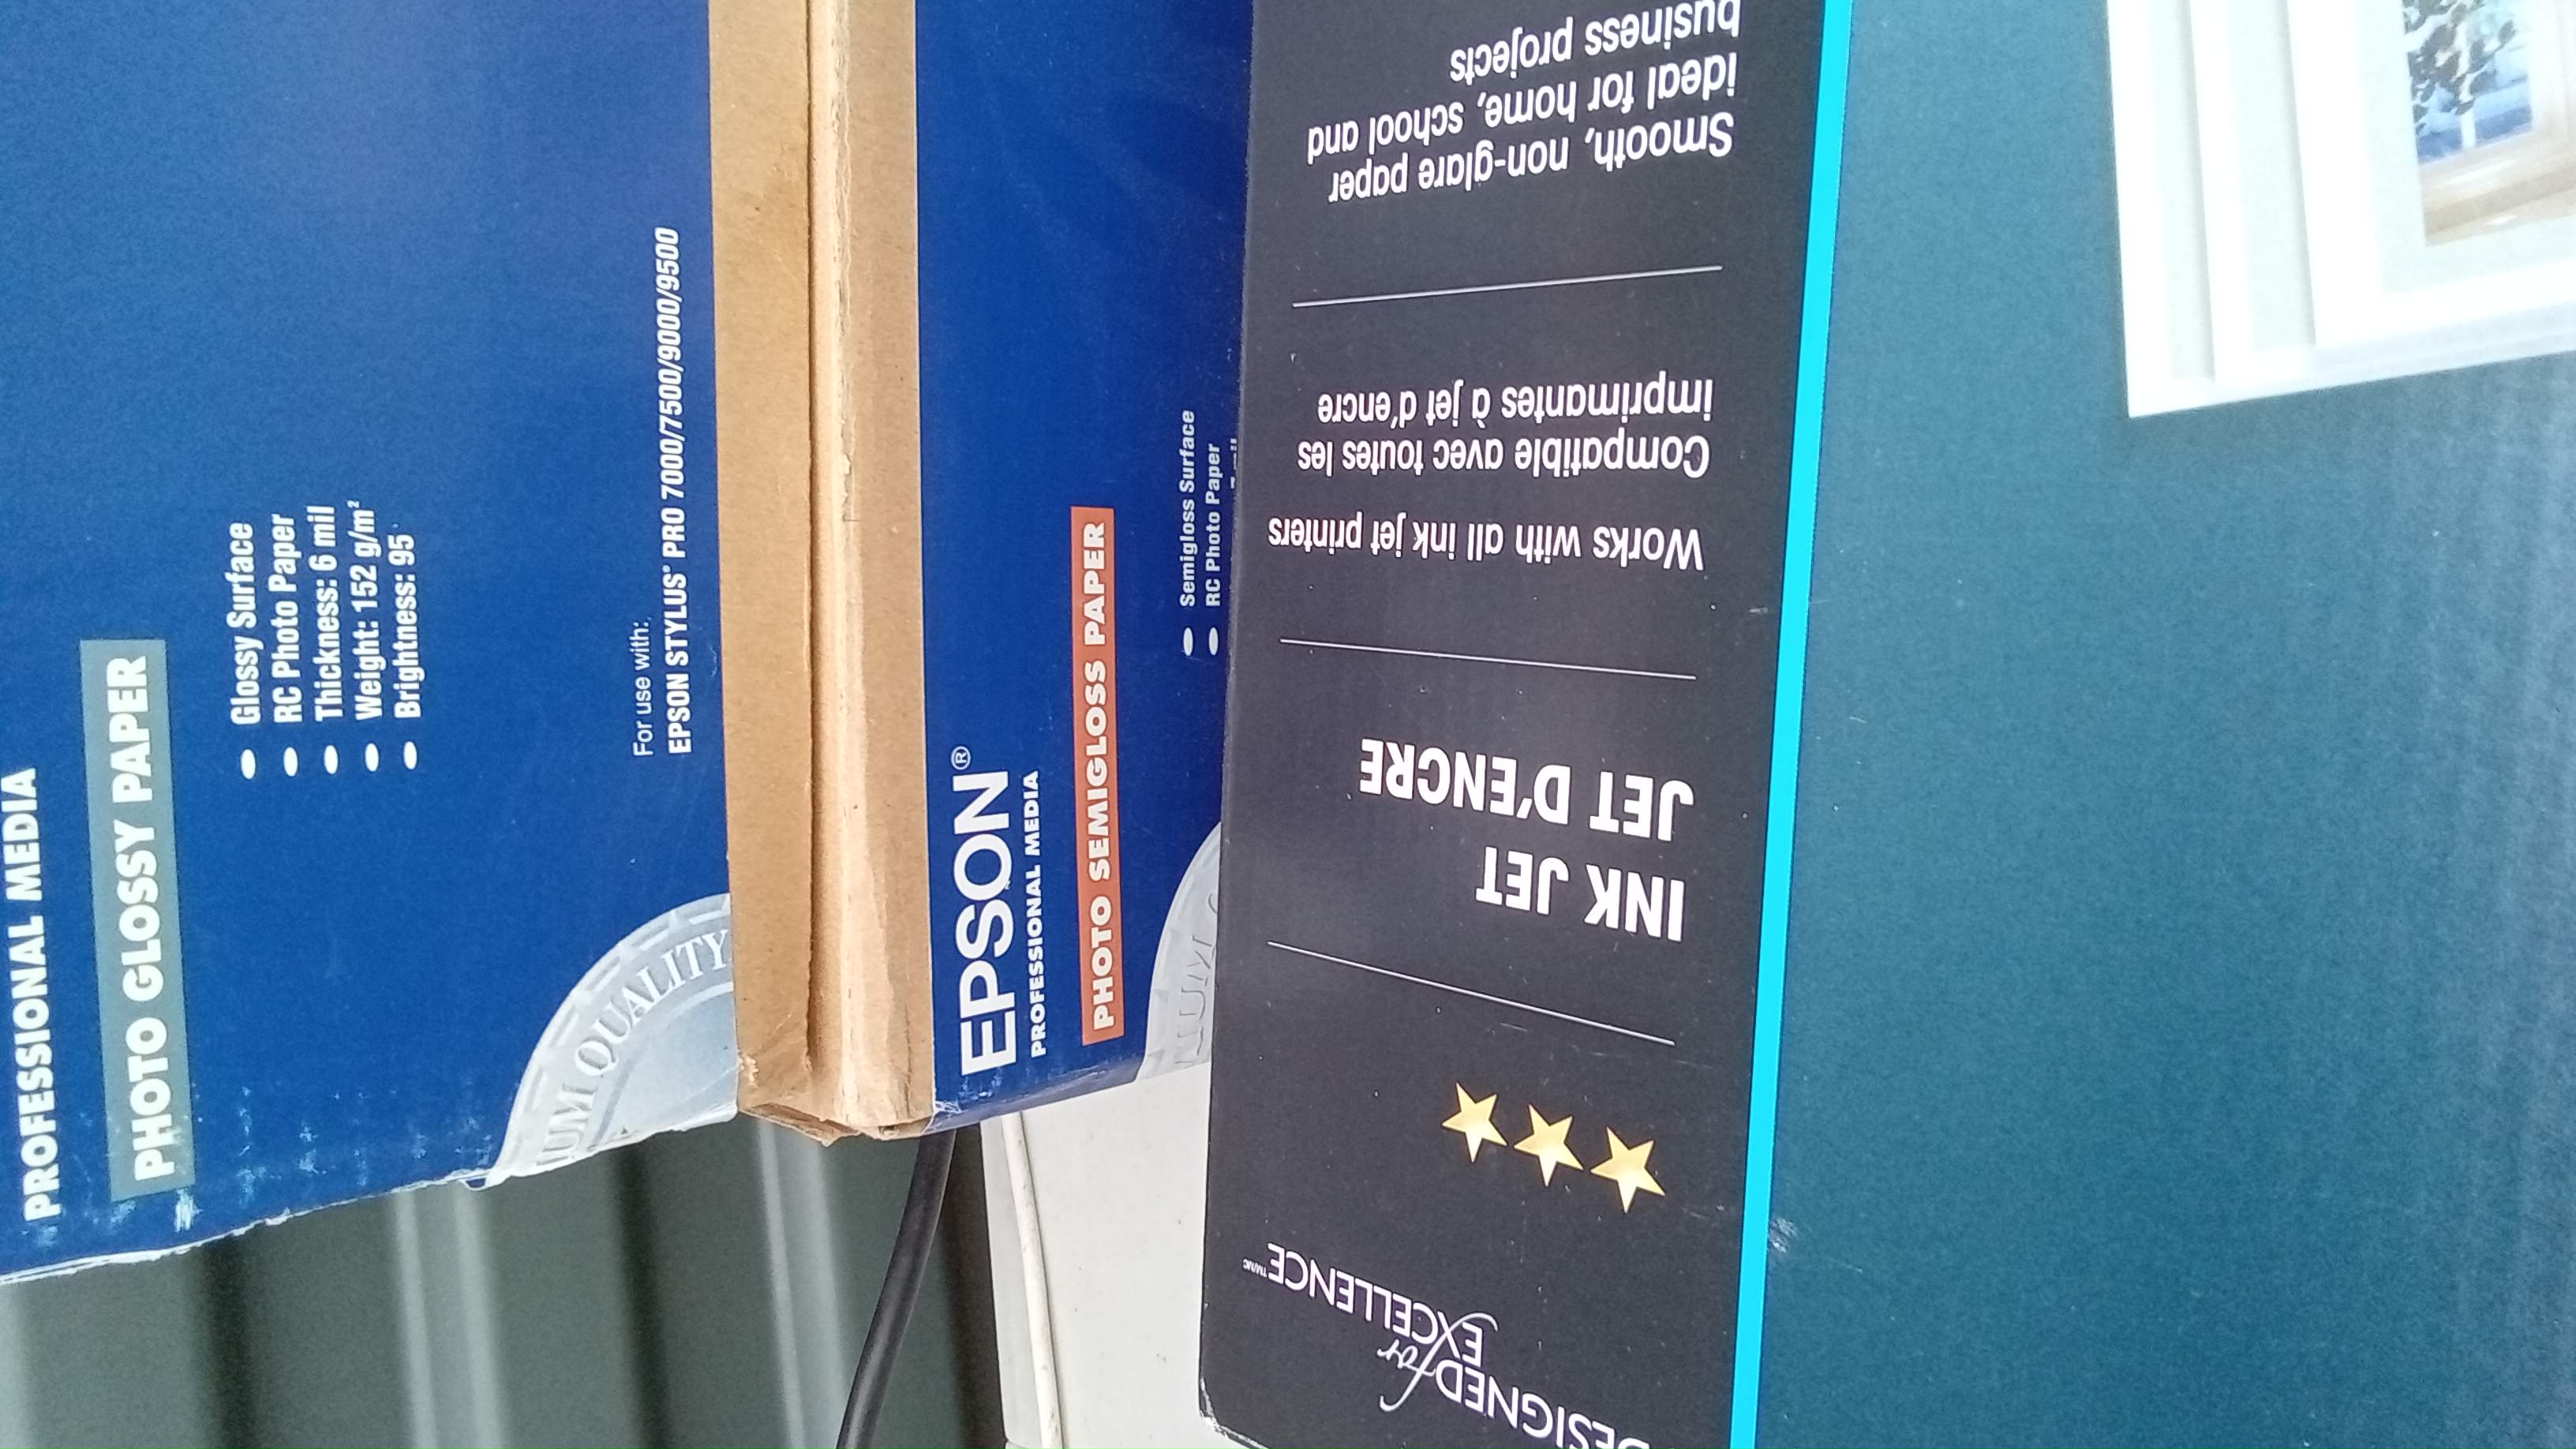 PROFESSIONAL MEDIA
PHOTO GLOSSY PAPER
Glossy Surface
RC Photo Paper
Thickness: 6 mil
Weight: 152 g/m²
Brightness: 95
For use with:
EPSON STYLUS® PRO 7000/7500/9000/9500
QUALITY
EPSON®
PROFESSIONAL MEDIA
PHOTO SEMIGLOSS PAPER
Semigloss Surface
RC Photo Paper
DESIGNED for
EXCELLENCE™/MC
INK JET
JET D'ENCRE
Works with all ink jet printers
Compatible avec toutes les
imprimantes à jet d'encre
Smooth, non-glare paper
ideal for home, school and
business projects